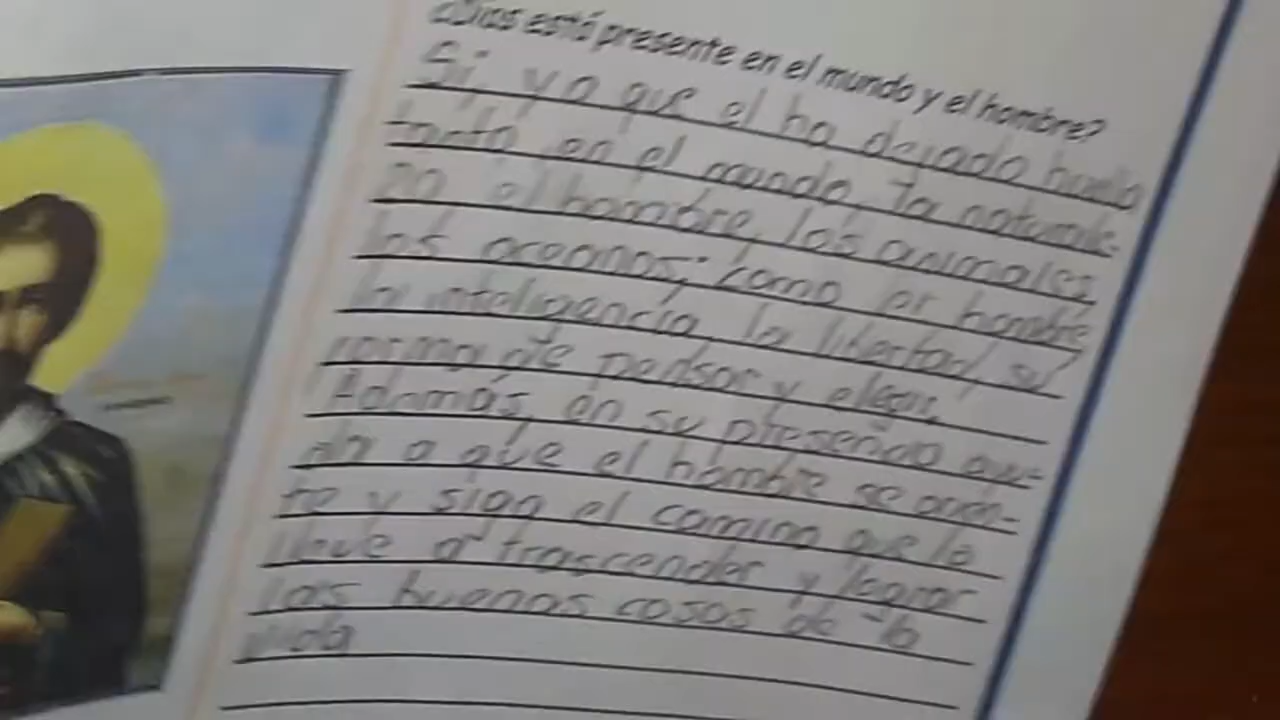 ¿Dios está presente en el mundo y el hombre?
Si, ya que el ha dejado huella
tanto en el mundo, la naturale-
en el hombre, los animales,
los oceanos; como el hombre
la inteligencia, la libertad, su
forma de pensar y elegir,
Además, en su presencia ayu-
da a que el hombre se orien-
te y siga el camino que lo
lleve a trascender y lograr
las buenas cosas de la
vida